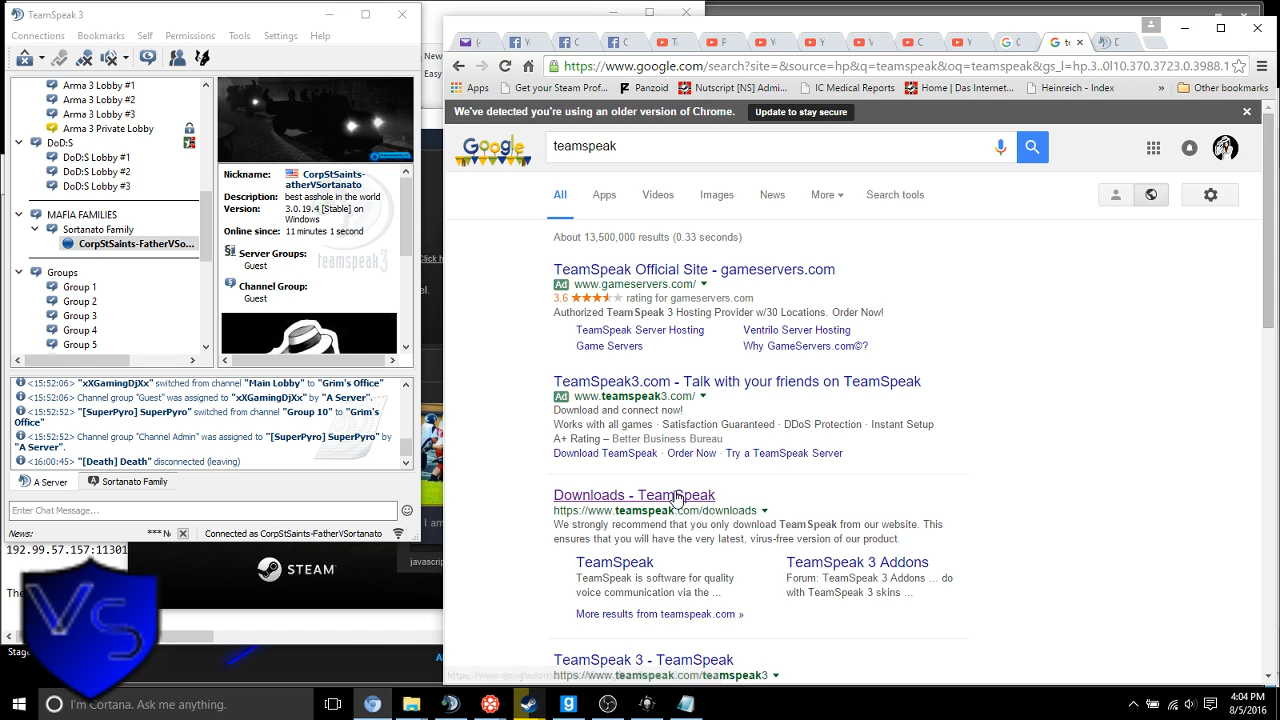 TeamSpeak 3
Connections Bookmarks Self Permissions Tools Settings Help
Arma 3 Lobby #1
Arma 3 Lobby #2
Arma 3 Lobby #3
Arma 3 Private Lobby
DoD:S
DoD:S Lobby #1
DoD:S Lobby #2
DoD:S Lobby #3
MAFIA FAMILIES
Sortanato Family
CorpStSaints-FatherVSo...
Groups
Group 1
Group 2
Group 3
Group 4
Group 5
Nickname: CorpStSaints-
atherVSortanato
Description: best asshole in the world
Version: 3.0.19.4 [Stable] on
Windows
Online since: 11 minutes 1 second
Server Groups:
Guest
teamspeak3
Channel Group:
Guest
<15:52:06> "xXGamingDjXx" switched from channel "Main Lobby" to "Grim's Office"
<15:52:06> Channel group "Guest" was assigned to "xXGamingDjXx" by "A Server".
<15:52:52> "[SuperPyro] SuperPyro" switched from channel "Group 10" to "Grim's
Office"
<15:52:52> Channel group "Channel Admin" was assigned to "[SuperPyro] SuperPyro" by
"A Server".
<16:00:45> "[Death] Death" disconnected (leaving)
A Server Sortanato Family
Enter Chat Message...
News: *** N Connected as CorpStSaints-FatherVSortanato
192.99.57.157:11301
STEAM
The
VS
Stage
New
Easy
Click h
el.
I am
javascrip
https://www.google.com/search?site=&source=hp&q=teamspeak&oq=teamspeak&gs_l=hp.3..0l10.370.3723.0.3988.1
Apps Get your Steam Prof... Panzoid Nutscript [NS] Admin... IC Medical Reports Home | Das Internet... Heinreich - Index Other bookmarks
We've detected you're using an older version of Chrome. Update to stay secure
Google
teamspeak
All Apps Videos Images News More Search tools
About 13,500,000 results (0.33 seconds)
TeamSpeak Official Site - gameservers.com
Ad www.gameservers.com/
3.6 rating for gameservers.com
Authorized TeamSpeak 3 Hosting Provider w/30 Locations. Order Now!
TeamSpeak Server Hosting Ventrilo Server Hosting
Game Servers Why GameServers.com©?
TeamSpeak3.com - Talk with your friends on TeamSpeak
Ad www.teamspeak3.com/
Download and connect now!
Works with all games · Satisfaction Guaranteed · DDoS Protection · Instant Setup
A+ Rating – Better Business Bureau
Download TeamSpeak · Order Now · Try a TeamSpeak Server
Downloads - TeamSpeak
https://www.teamspeak.com/downloads
We strongly recommend that you only download TeamSpeak from our website. This
ensures that you will have the very latest, virus-free version of our product.
TeamSpeak TeamSpeak 3 Addons
TeamSpeak is software for quality Forum: TeamSpeak 3 Addons ... do
voice communication via the ... with TeamSpeak 3 skins ...
More results from teamspeak.com »
TeamSpeak 3 - TeamSpeak
https://www.teamspeak.com/teamspeak3
I'm Cortana. Ask me anything.
4:04 PM
8/5/2016